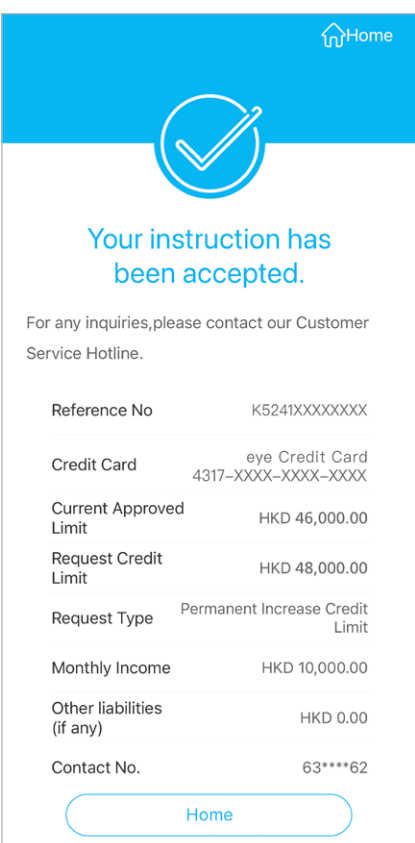 Home
Your instruction has
been accepted.
For any inquiries,please contact our Customer
Service Hotline.
Reference No K5241XXXXXXXX
Credit Card eye Credit Card
4317-XXXX-XXXX-XXXX
Current Approved
Limit HKD 46,000.00
Request Credit
Limit HKD 48,000.00
Request Type Permanent Increase Credit
Limit
Monthly Income HKD 10,000.00
Other liabilities
(if any) HKD 0.00
Contact No. 63****62
Home